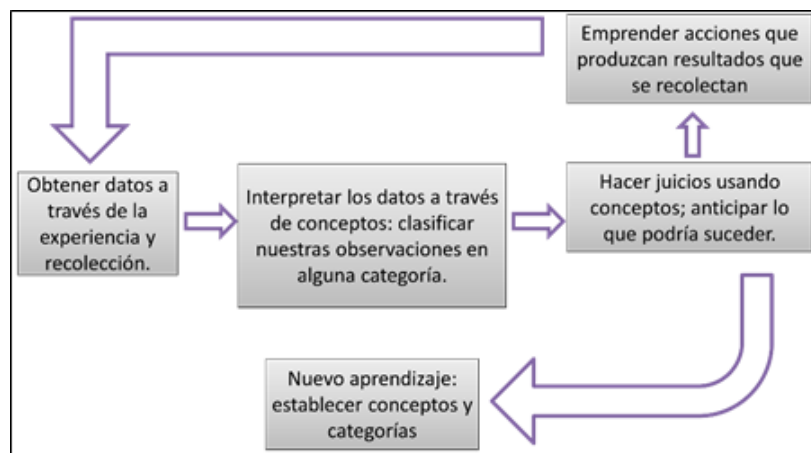 Emprender acciones que
produzcan resultados que
se recolectan
Obtener datos a
través de la
experiencia y
recolección.
Interpretar los datos a través
de conceptos: clasificar
nuestras observaciones en
alguna categoría.
Hacer juicios usando
conceptos; anticipar lo
que podría suceder.
Nuevo aprendizaje:
establecer conceptos y
categorías